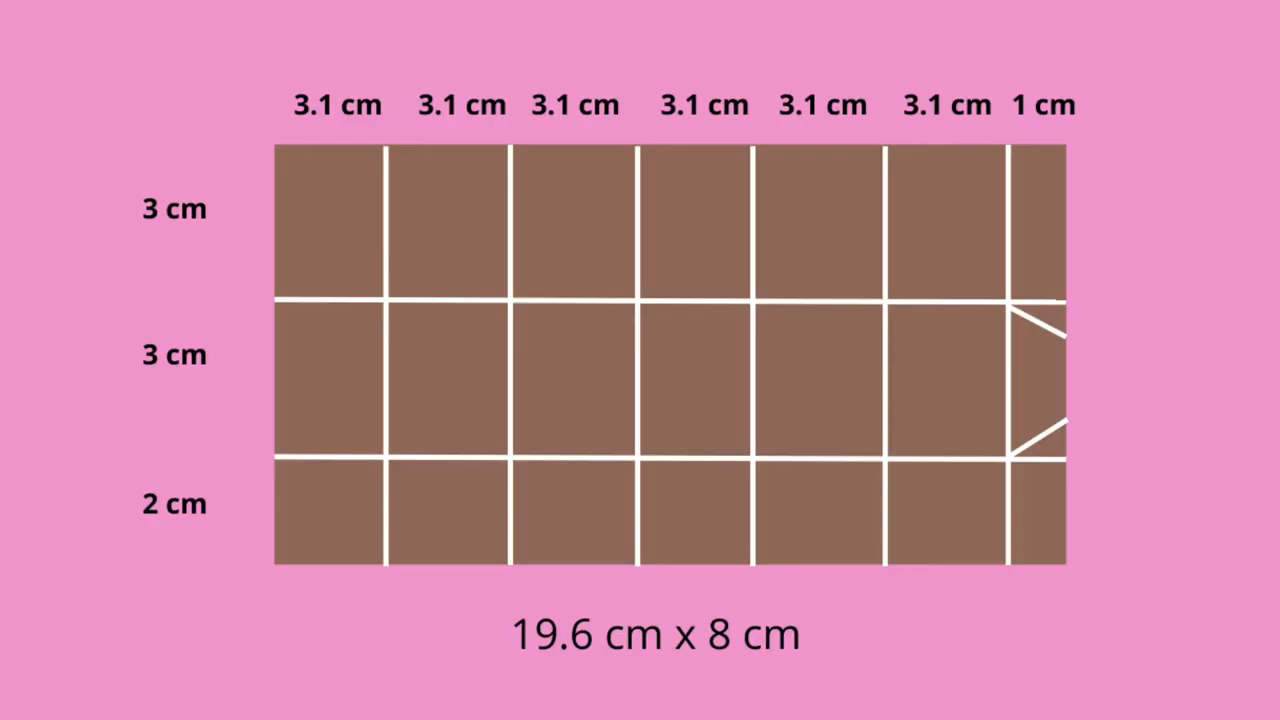 3.1 cm 3.1 cm 3.1 cm 3.1 cm 3.1 cm 3.1 cm 1 cm
3 cm
3 cm
2 cm
19.6 cm x 8 cm